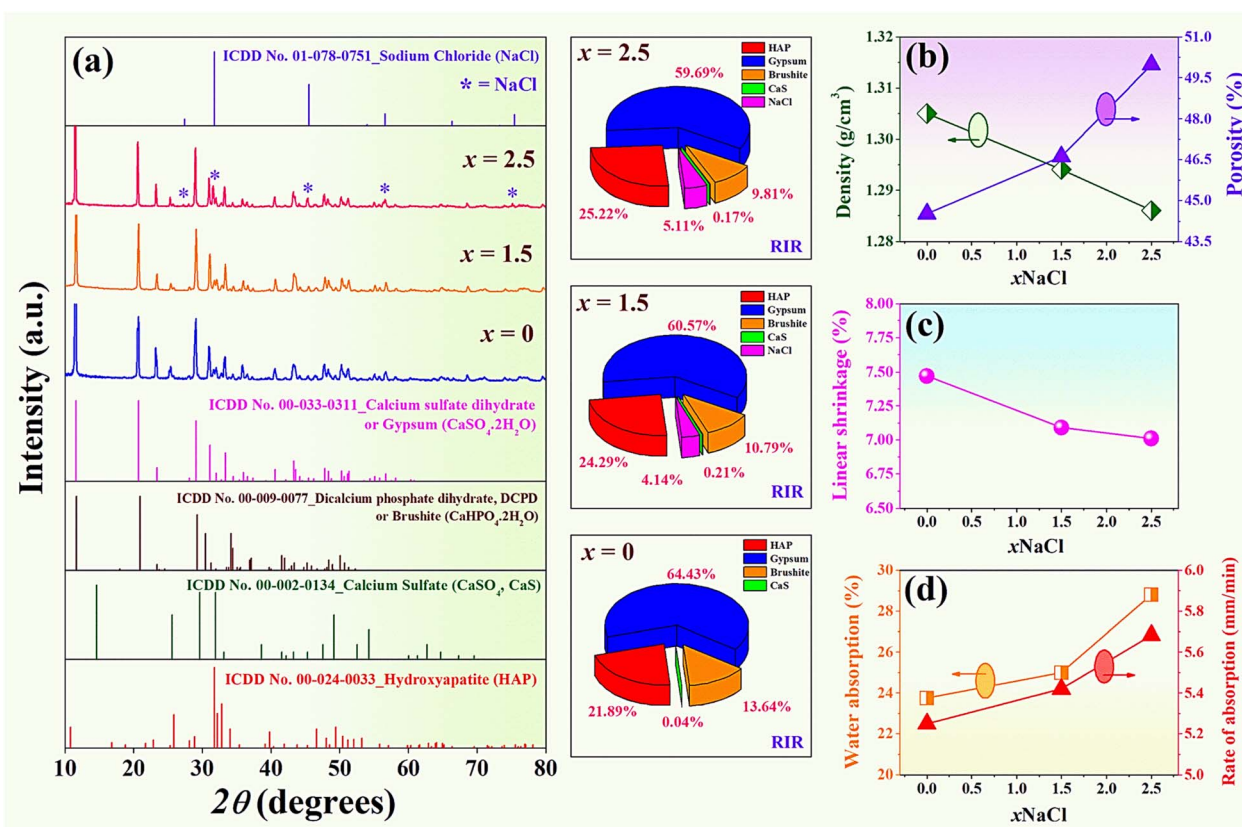 (a)
ICDD No. 01-078-0751_Sodium Chloride (NaCl)
* = NaCl
x = 2.5
* * * * *
x = 1.5
x = 0
ICDD No. 00-033-0311_Calcium sulfate dihydrate
or Gypsum (CaSO4.2H2O)
ICDD No. 00-009-0077_Dicalcium phosphate dihydrate, DCPD
or Brushite (CaHPO4.2H2O)
ICDD No. 00-002-0134_Calcium Sulfate (CaSO4, CaS)
ICDD No. 00-024-0033_Hydroxyapatite (HAP)
10 20 30 40 50 60 70 80
2θ (degrees)
Intensity (a.u.)
x = 2.5
HAP
Gypsum
Brushite
CaS
NaCl
59.69%
9.81%
0.17%
5.11%
25.22%
RIR
x = 1.5
HAP
Gypsum
Brushite
CaS
NaCl
60.57%
10.79%
0.21%
4.14%
24.29%
RIR
x = 0
HAP
Gypsum
Brushite
CaS
64.43%
13.64%
0.04%
21.89%
RIR
(b)
Density (g/cm3)
1.32
1.31
1.30
1.29
1.28
Porosity (%)
51.0
49.5
48.0
46.5
45.0
43.5
0.0 0.5 1.0 1.5 2.0 2.5
xNaCl
(c)
Linear shrinkage (%)
8.00
7.75
7.50
7.25
7.00
6.75
6.50
0.0 0.5 1.0 1.5 2.0 2.5
xNaCl
(d)
Water absorption (%)
30
28
26
24
22
20
Rate of absorption (mm/min)
6.0
5.8
5.6
5.4
5.2
5.0
0.0 0.5 1.0 1.5 2.0 2.5
xNaCl